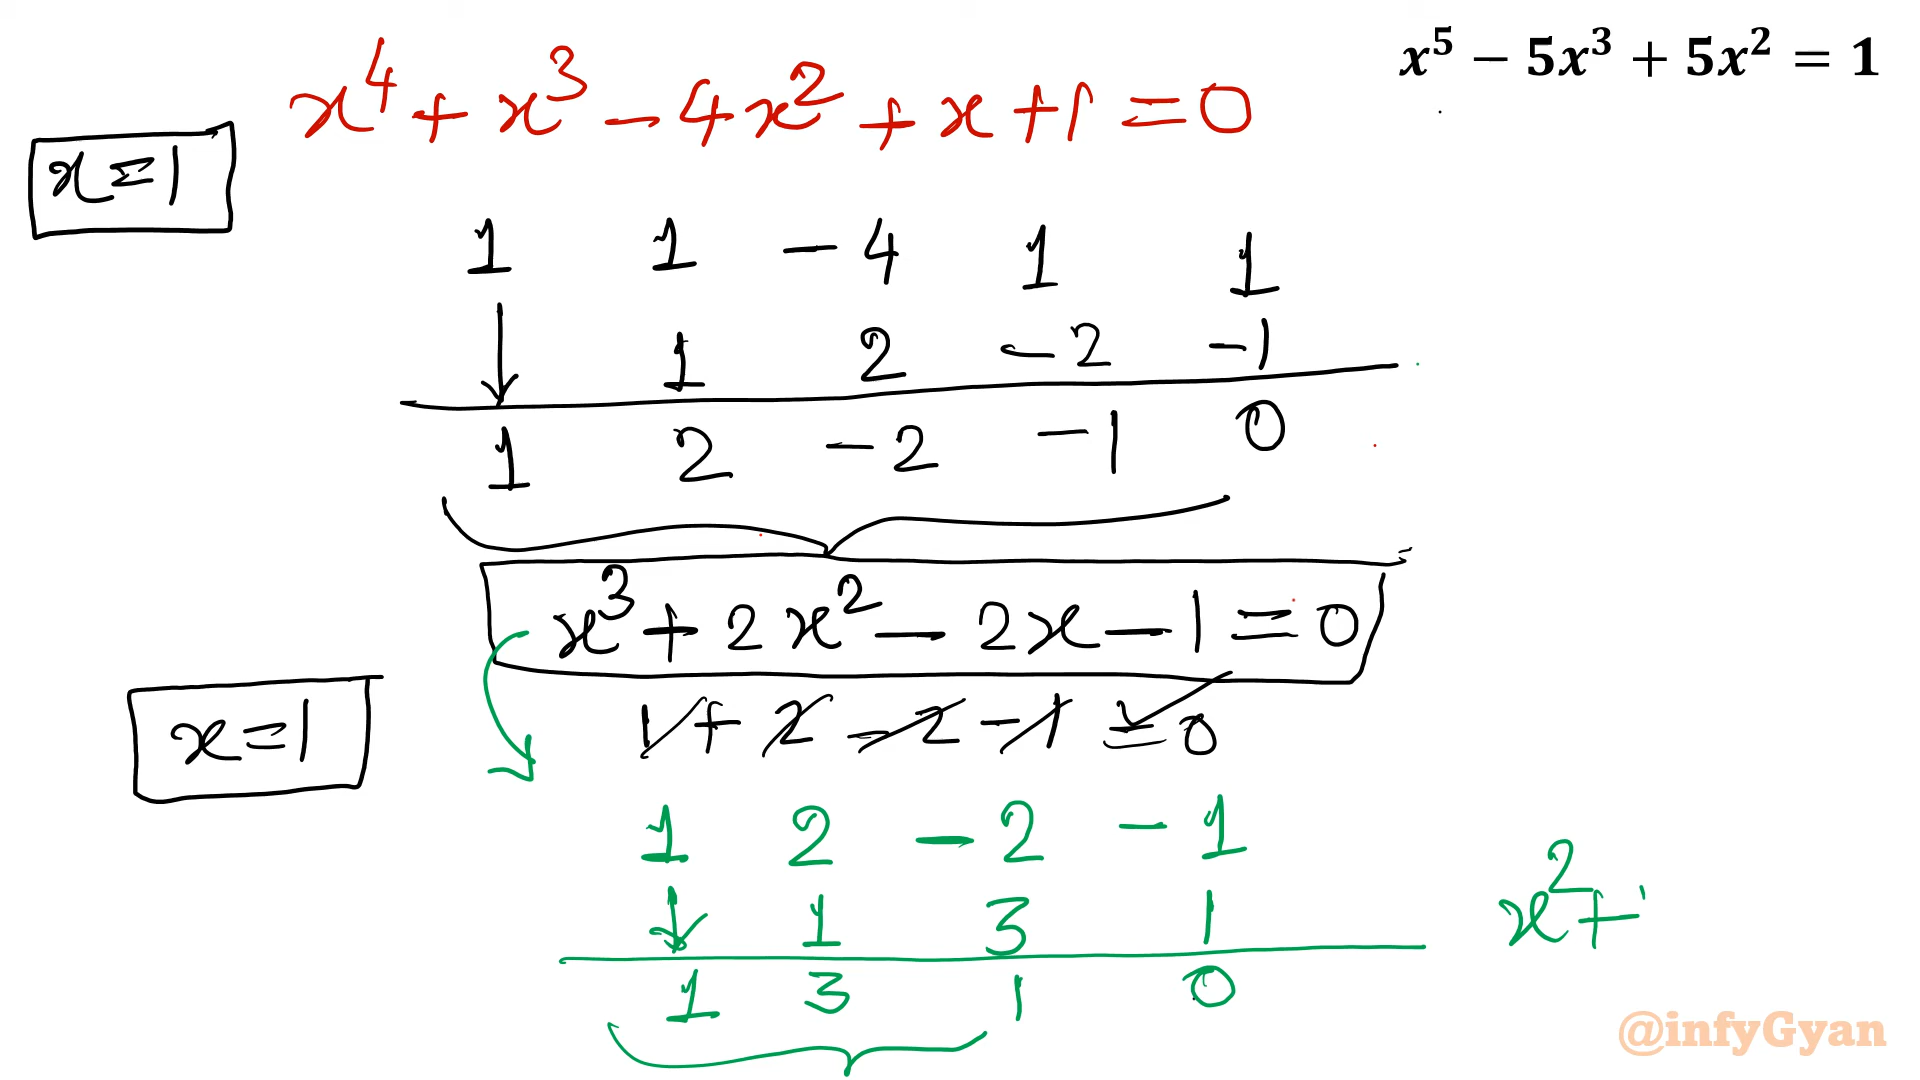 x⁵ − 5x³ + 5x² = 1
x⁴ + x³ − 4x² + x + 1 = 0
x = 1
1 1 − 4 1 1
1 2 − 2 − 1
1 2 − 2 − 1 0
x³ + 2x² − 2x − 1 = 0
x = 1
1 + 2 − 2 − 1 = 0
1 2 − 2 − 1
1 3 1
x² +
1 3 1 0
@infyGyan